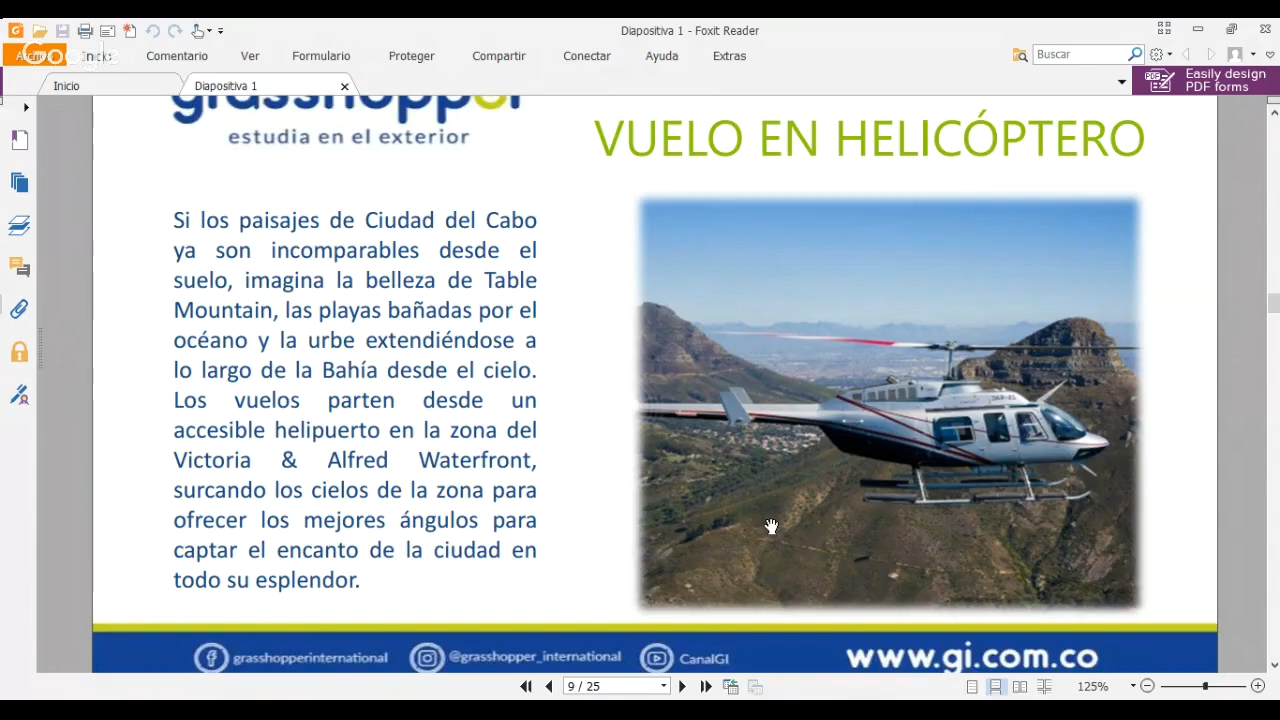 Diapositiva 1 - Foxit Reader
Archivo
Inicio
Comentario
Ver
Formulario
Proteger
Compartir
Conectar
Ayuda
Extras
Buscar
Google
Inicio
Diapositiva 1
Easily design
PDF forms
grasshopper
estudia en el exterior
VUELO EN HELICÓPTERO
Si los paisajes de Ciudad del Cabo
ya son incomparables desde el
suelo, imagina la belleza de Table
Mountain, las playas bañadas por el
océano y la urbe extendiéndose a
lo largo de la Bahía desde el cielo.
Los vuelos parten desde un
accesible helipuerto en la zona del
Victoria & Alfred Waterfront,
surcando los cielos de la zona para
ofrecer los mejores ángulos para
captar el encanto de la ciudad en
todo su esplendor.
grasshopperinternational
@grasshopper_international
CanalGI
www.gi.com.co
9 / 25
125%